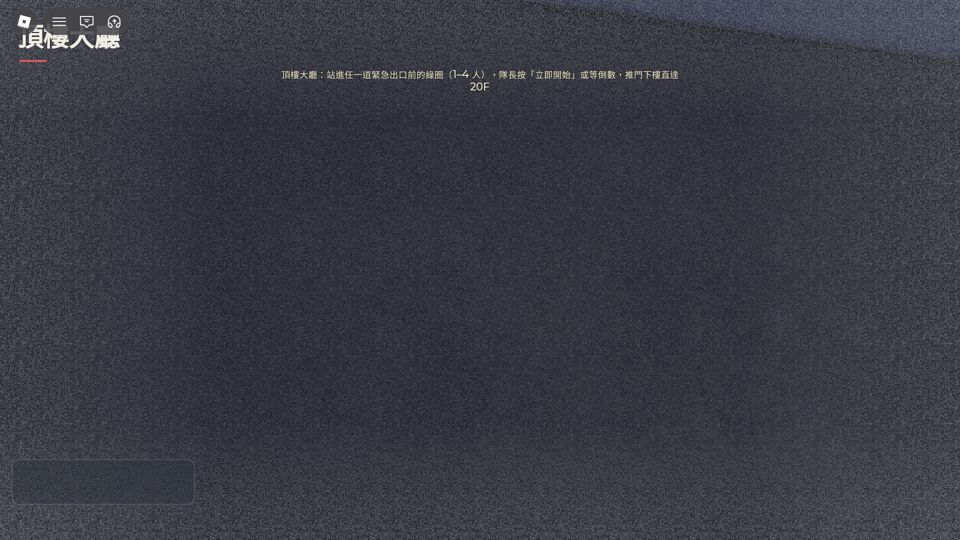 頂樓大廳
頂樓大廳：站進任一道緊急出口前的綠圈（1–4 人），隊長按「立即開始」或等倒數，推門下樓直達
20F